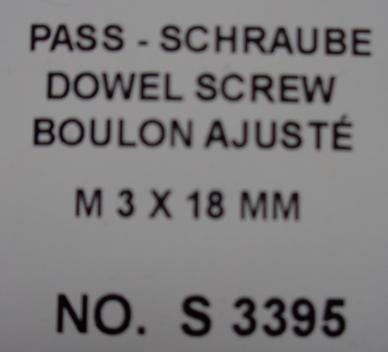 PASS - SCHRAUBE
DOWEL SCREW
BOULON AJUSTÉ
M 3 X 18 MM
NO. S 3395